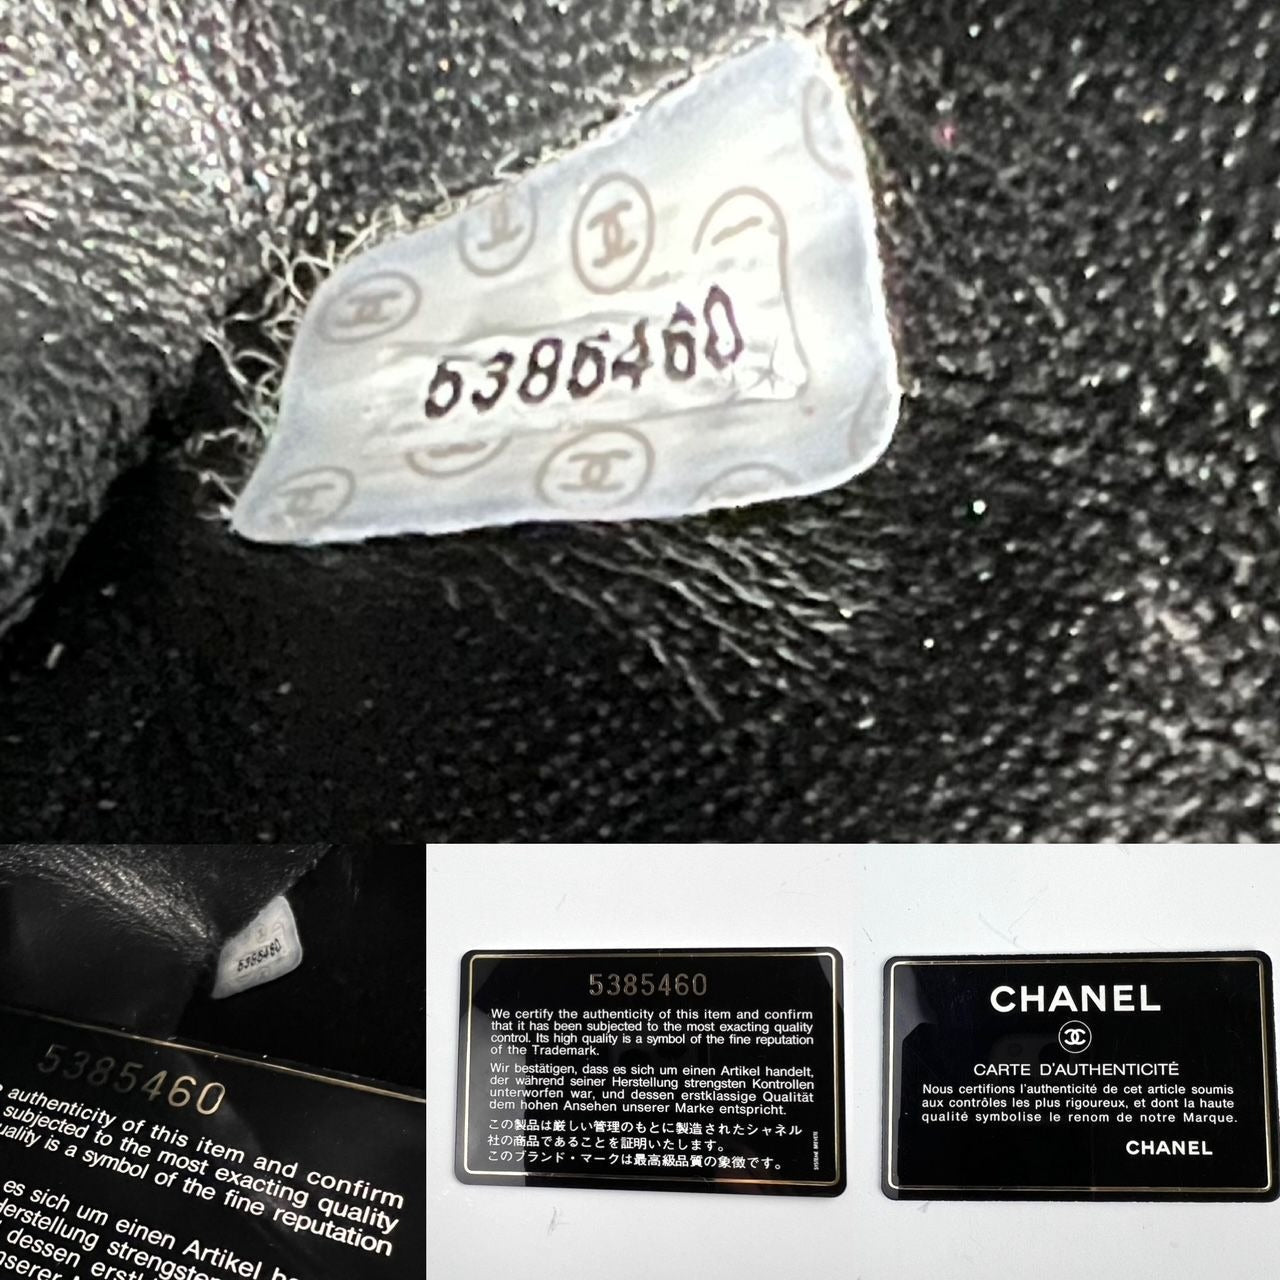 5385460
5385460
5385460
authenticity of this item and confirm
subjected to the most exacting quality
is a symbol of the fine reputation
es sich um einen Artikel
strengsten
dessen
5385460
We certify the authenticity of this item and confirm
that it has been subjected to the most exacting quality
control. Its high quality is a symbol of the fine reputation
of the Trademark.
Wir bestätigen, dass es sich um einen Artikel handelt,
der während seiner Herstellung strengsten Kontrollen
unterworfen war, und dessen erstklassige Qualität
dem hohen Ansehen unserer Marke entspricht.
この製品は厳しい管理のもとに製造されたシャネル
社の商品であることを証明いたします。
このブランド・マークは最高級品質の象徴です。
CHANEL
CARTE D'AUTHENTICITÉ
Nous certifions l'authenticité de cet article soumis
aux contrôles les plus rigoureux, et dont la haute
qualité symbolise le renom de notre Marque.
CHANEL